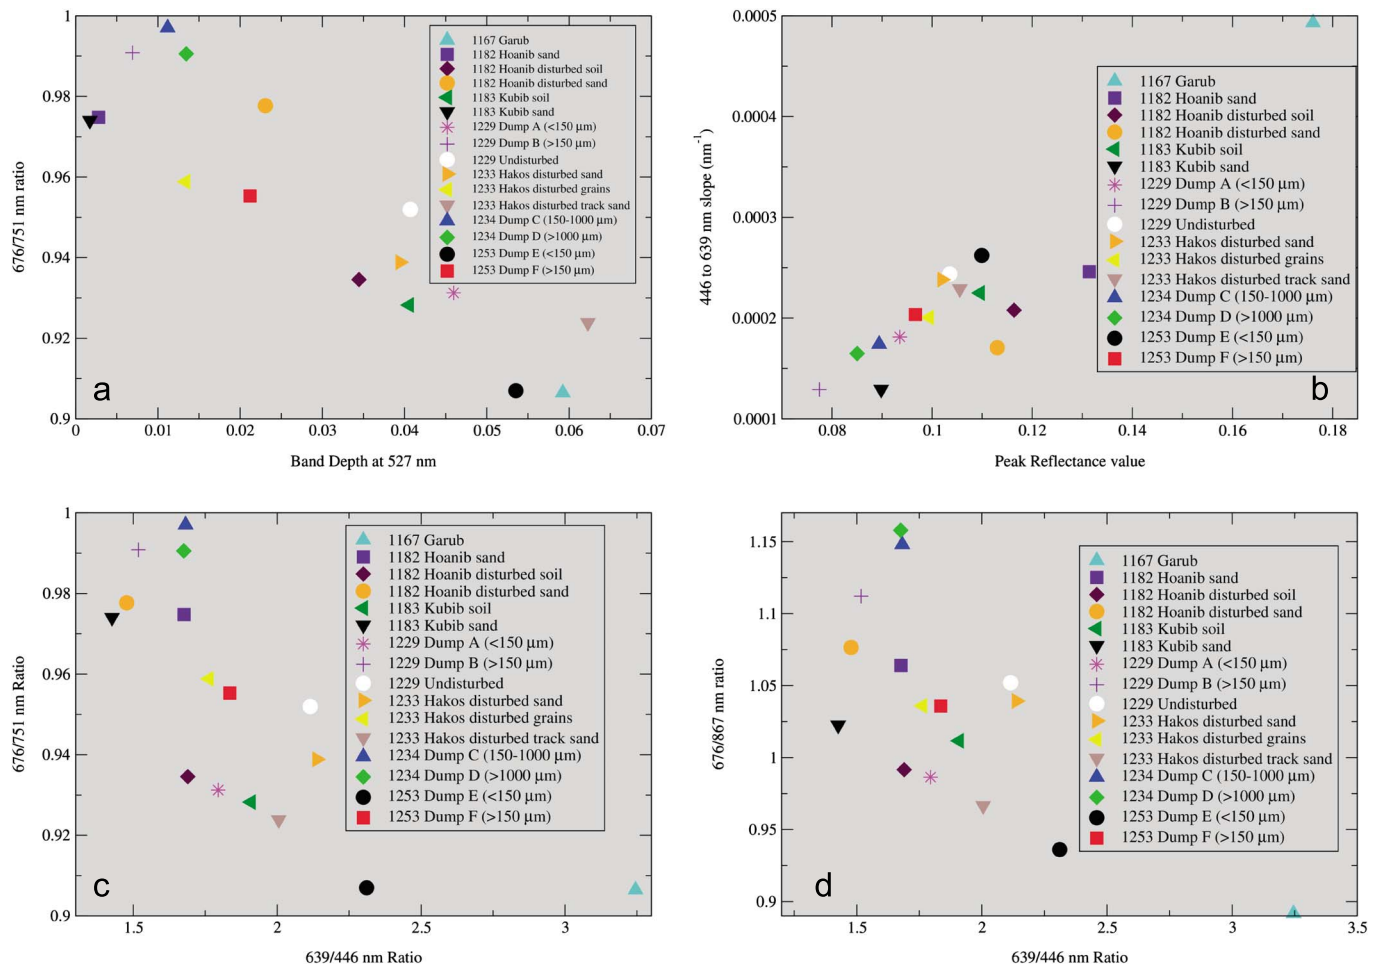 1
0.98
0.96
0.94
0.92
0.9
676/751 nm ratio
1167 Garub
1182 Hoanib sand
1182 Hoanib disturbed soil
1182 Hoanib disturbed sand
1183 Kubib soil
1183 Kubib sand
1229 Dump A (<150 μm)
1229 Dump B (>150 μm)
1229 Undisturbed
1233 Hakos disturbed sand
1233 Hakos disturbed grains
1233 Hakos disturbed track sand
1234 Dump C (150-1000 μm)
1234 Dump D (>1000 μm)
1253 Dump E (<150 μm)
1253 Dump F (>150 μm)
a
0 0.01 0.02 0.03 0.04 0.05 0.06 0.07
Band Depth at 527 nm
0.0005
0.0004
0.0003
0.0002
0.0001
446 to 639 nm slope (nm⁻¹)
1167 Garub
1182 Hoanib sand
1182 Hoanib disturbed soil
1182 Hoanib disturbed sand
1183 Kubib soil
1183 Kubib sand
1229 Dump A (<150 μm)
1229 Dump B (>150 μm)
1229 Undisturbed
1233 Hakos disturbed sand
1233 Hakos disturbed grains
1233 Hakos disturbed track sand
1234 Dump C (150-1000 μm)
1234 Dump D (>1000 μm)
1253 Dump E (<150 μm)
1253 Dump F (>150 μm)
b
0.08 0.1 0.12 0.14 0.16 0.18
Peak Reflectance value
1
0.98
0.96
0.94
0.92
0.9
676/751 nm Ratio
1167 Garub
1182 Hoanib sand
1182 Hoanib disturbed soil
1182 Hoanib disturbed sand
1183 Kubib soil
1183 Kubib sand
1229 Dump A (<150 μm)
1229 Dump B (>150 μm)
1229 Undisturbed
1233 Hakos disturbed sand
1233 Hakos disturbed grains
1233 Hakos disturbed track sand
1234 Dump C (150-1000 μm)
1234 Dump D (>1000 μm)
1253 Dump E (<150 μm)
1253 Dump F (>150 μm)
c
1.5 2 2.5 3
639/446 nm Ratio
1.15
1.1
1.05
1
0.95
0.9
676/867 nm ratio
1167 Garub
1182 Hoanib sand
1182 Hoanib disturbed soil
1182 Hoanib disturbed sand
1183 Kubib soil
1183 Kubib sand
1229 Dump A (<150 μm)
1229 Dump B (>150 μm)
1229 Undisturbed
1233 Hakos disturbed sand
1233 Hakos disturbed grains
1233 Hakos disturbed track sand
1234 Dump C (150-1000 μm)
1234 Dump D (>1000 μm)
1253 Dump E (<150 μm)
1253 Dump F (>150 μm)
d
1.5 2 2.5 3 3.5
639/446 nm Ratio